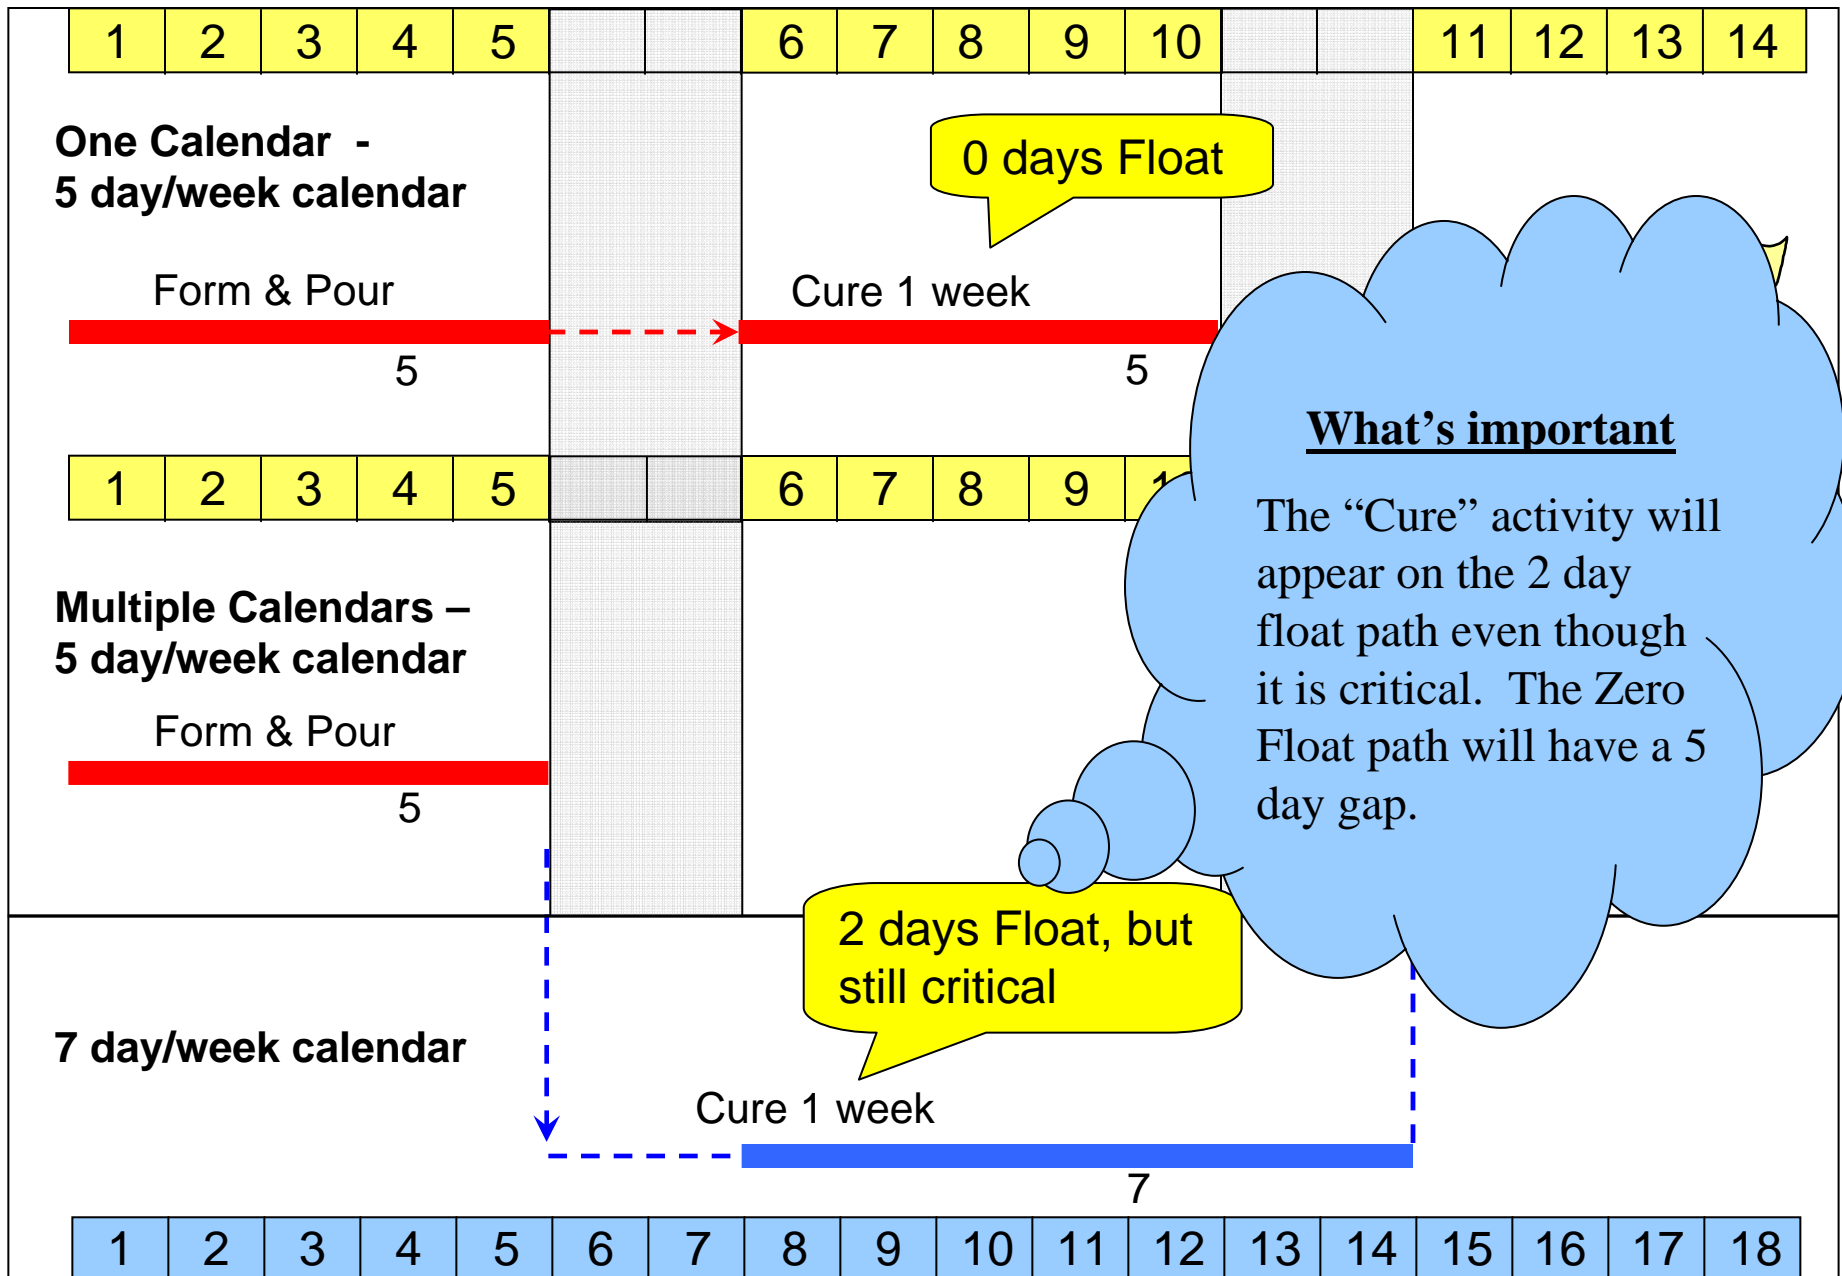 1 2 3 4 5 6 7 8 9 10 11 12 13 14
One Calendar -
5 day/week calendar
0 days Float
Form & Pour
Cure 1 week
5
5
1 2 3 4 5 6 7 8 9
Multiple Calendars –
5 day/week calendar
Form & Pour
5
What’s important
The “Cure” activity will
appear on the 2 day
float path even though
it is critical. The Zero
Float path will have a 5
day gap.
2 days Float, but
still critical
7 day/week calendar
Cure 1 week
7
1 2 3 4 5 6 7 8 9 10 11 12 13 14 15 16 17 18